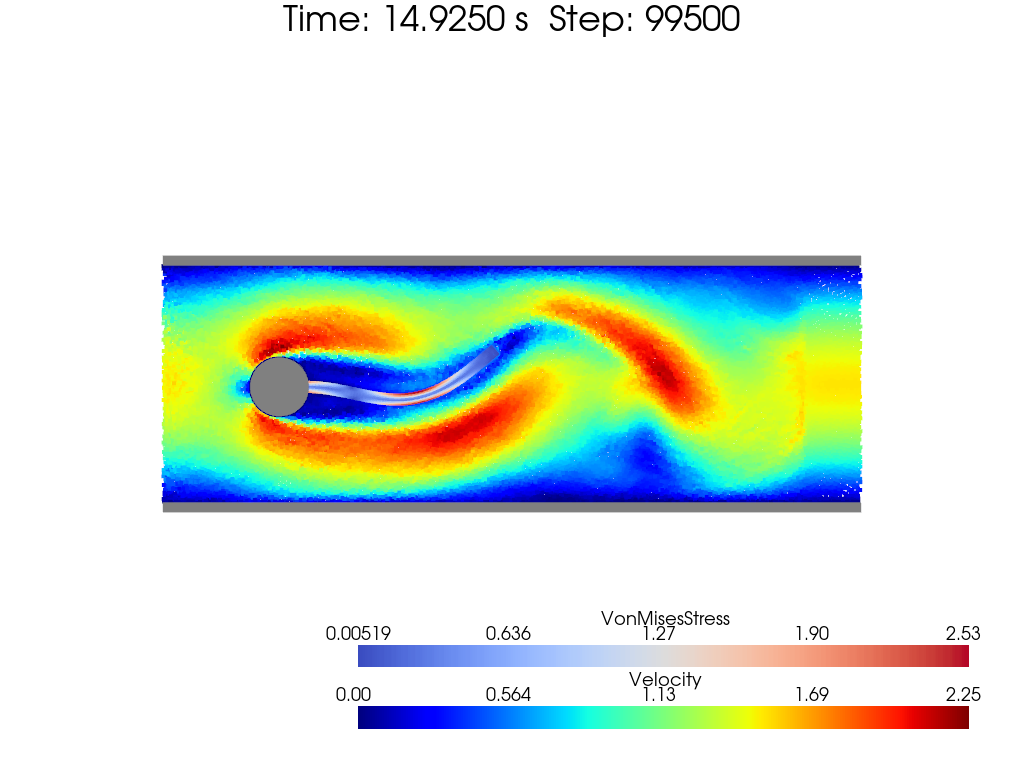 Time: 14.9250 s  Step: 99500
VonMisesStress
0.00519 0.636 1.27 1.90 2.53
Velocity
0.00 0.564 1.13 1.69 2.25